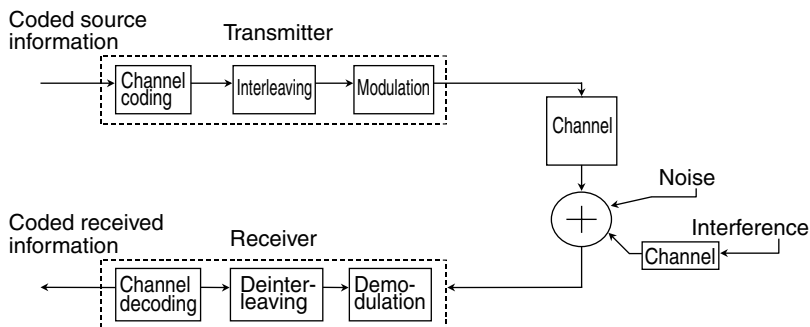 Coded source
information
Transmitter
Channel
coding
Interleaving
Modulation
Channel
Noise
Interference
Channel
Coded received
information
Receiver
Channel
decoding
Deinter-
leaving
Demo-
dulation